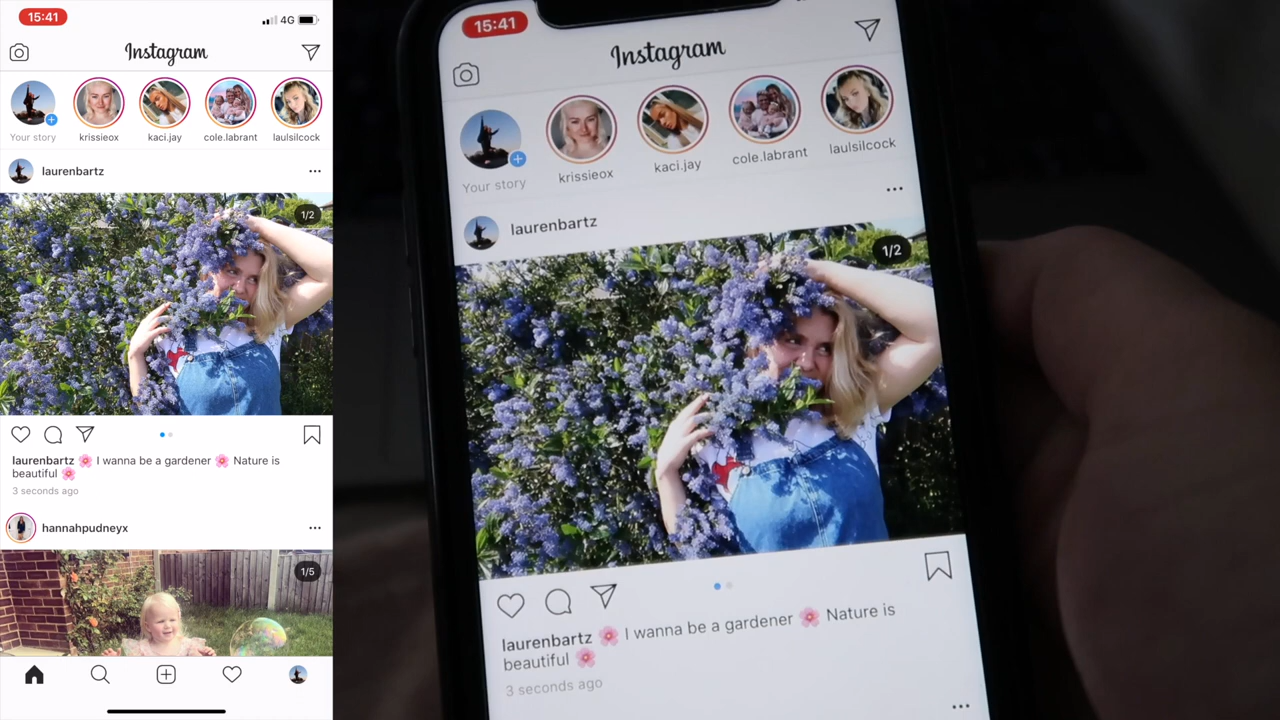 15:41
4G
Instagram
Your story
krissieox
kaci.jay
cole.labrant
laulsilcock
laurenbartz
1/2
laurenbartz 🌸 I wanna be a gardener 🌸 Nature is
beautiful 🌸
3 seconds ago
hannahpudneyx
1/5
15:41
Instagram
Your story
krissieox
kaci.jay
cole.labrant
laulsilcock
laurenbartz
1/2
laurenbartz 🌸 I wanna be a gardener 🌸 Nature is
beautiful 🌸
3 seconds ago